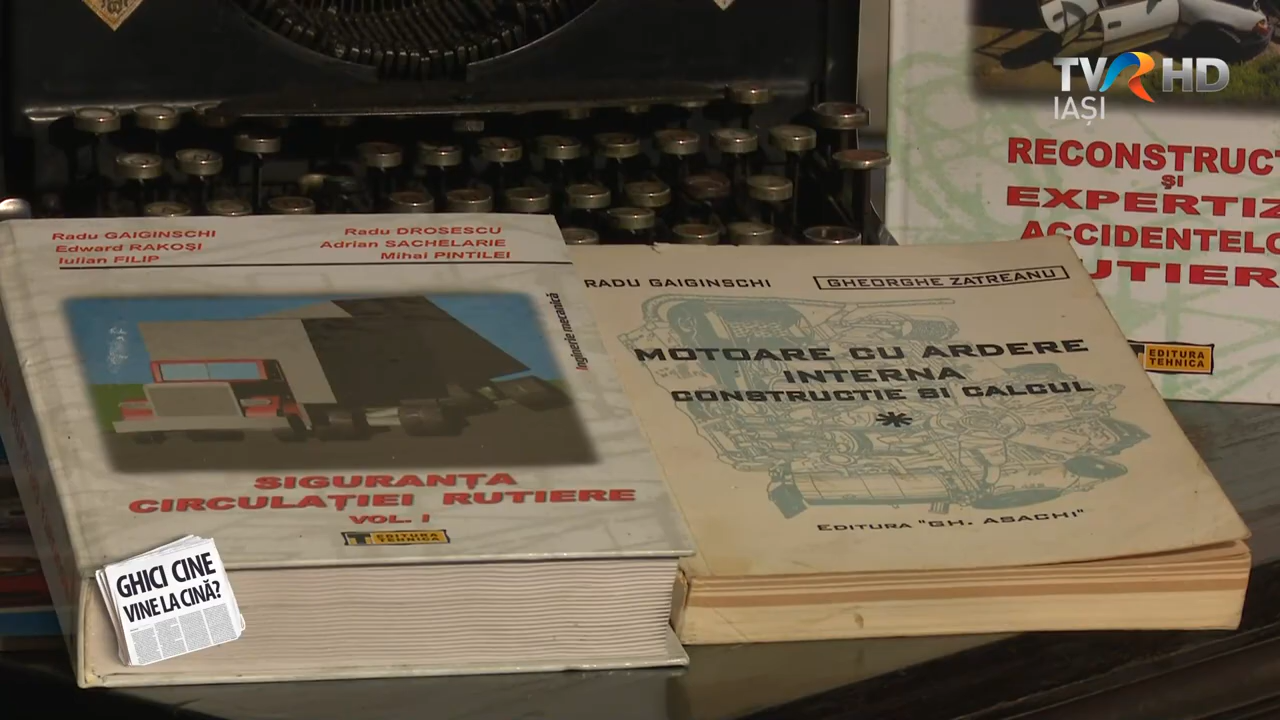 TVR HD
IAȘI
RECONSTRUCT
ȘI
EXPERTIZ
ACCIDENTELO
UTIER
EDITURA
TEHNICA
Radu GAIGINSCHI
Edward RAKOȘI
Iulian FILIP
Radu DROSESCU
Adrian SACHELARIE
Mihai PINTILEI
Inginerie mecanică
SIGURANȚA
CIRCULAȚIEI RUTIERE
VOL. I
EDITURA
TEHNICA
RADU GAIGINSCHI
GHEORGHE ZATREANU
MOTOARE CU ARDERE
INTERNA
CONSTRUCTIE SI CALCUL
*
EDITURA "GH. ASACHI"
GHICI CINE
VINE LA CINĂ?